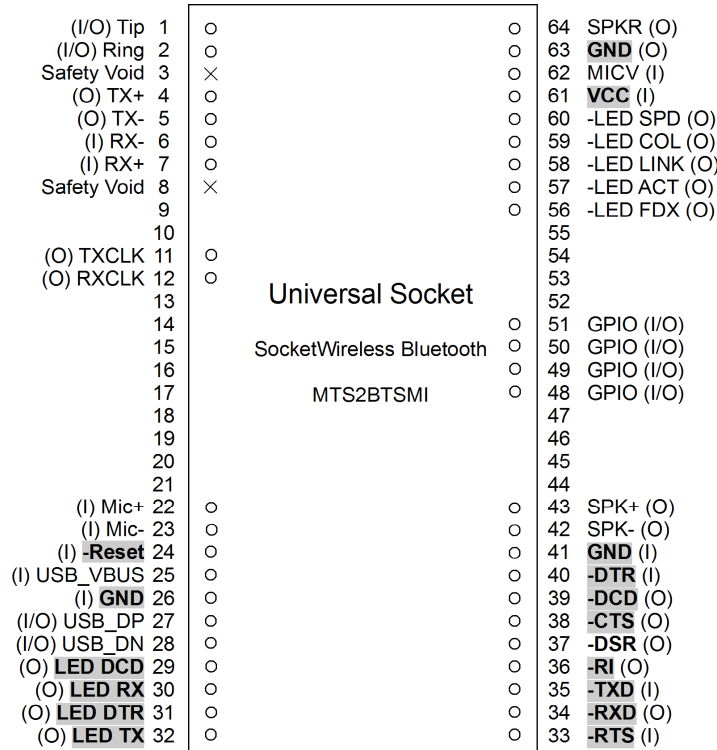 (I/O) Tip 1 64 SPKR (O)
(I/O) Ring 2 63 GND (O)
Safety Void 3 62 MICV (I)
(O) TX+ 4 61 VCC (I)
(O) TX- 5 60 -LED SPD (O)
(I) RX- 6 59 -LED COL (O)
(I) RX+ 7 58 -LED LINK (O)
Safety Void 8 57 -LED ACT (O)
9 56 -LED FDX (O)
10 55
(O) TXCLK 11 54
(O) RXCLK 12 53
13 Universal Socket 52
14 51 GPIO (I/O)
15 SocketWireless Bluetooth 50 GPIO (I/O)
16 49 GPIO (I/O)
17 MTS2BTSMI 48 GPIO (I/O)
18 47
19 46
20 45
21 44
(I) Mic+ 22 43 SPK+ (O)
(I) Mic- 23 42 SPK- (O)
(I) -Reset 24 41 GND (I)
(I) USB_VBUS 25 40 -DTR (I)
(I) GND 26 39 -DCD (O)
(I/O) USB_DP 27 38 -CTS (O)
(I/O) USB_DN 28 37 -DSR (O)
(O) LED DCD 29 36 -RI (O)
(O) LED RX 30 35 -TXD (I)
(O) LED DTR 31 34 -RXD (O)
(O) LED TX 32 33 -RTS (I)